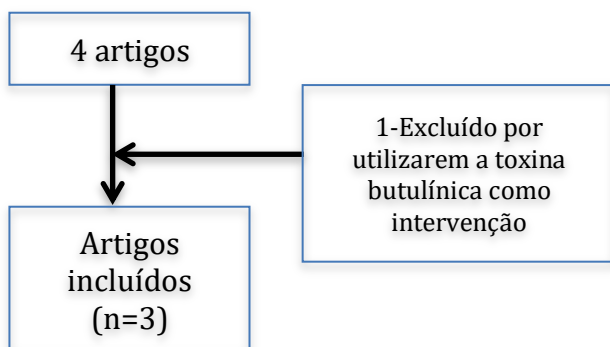 4 artigos
1-Excluído por
utilizarem a toxina
butulínica como
intervenção
Artigos
incluídos
(n=3)